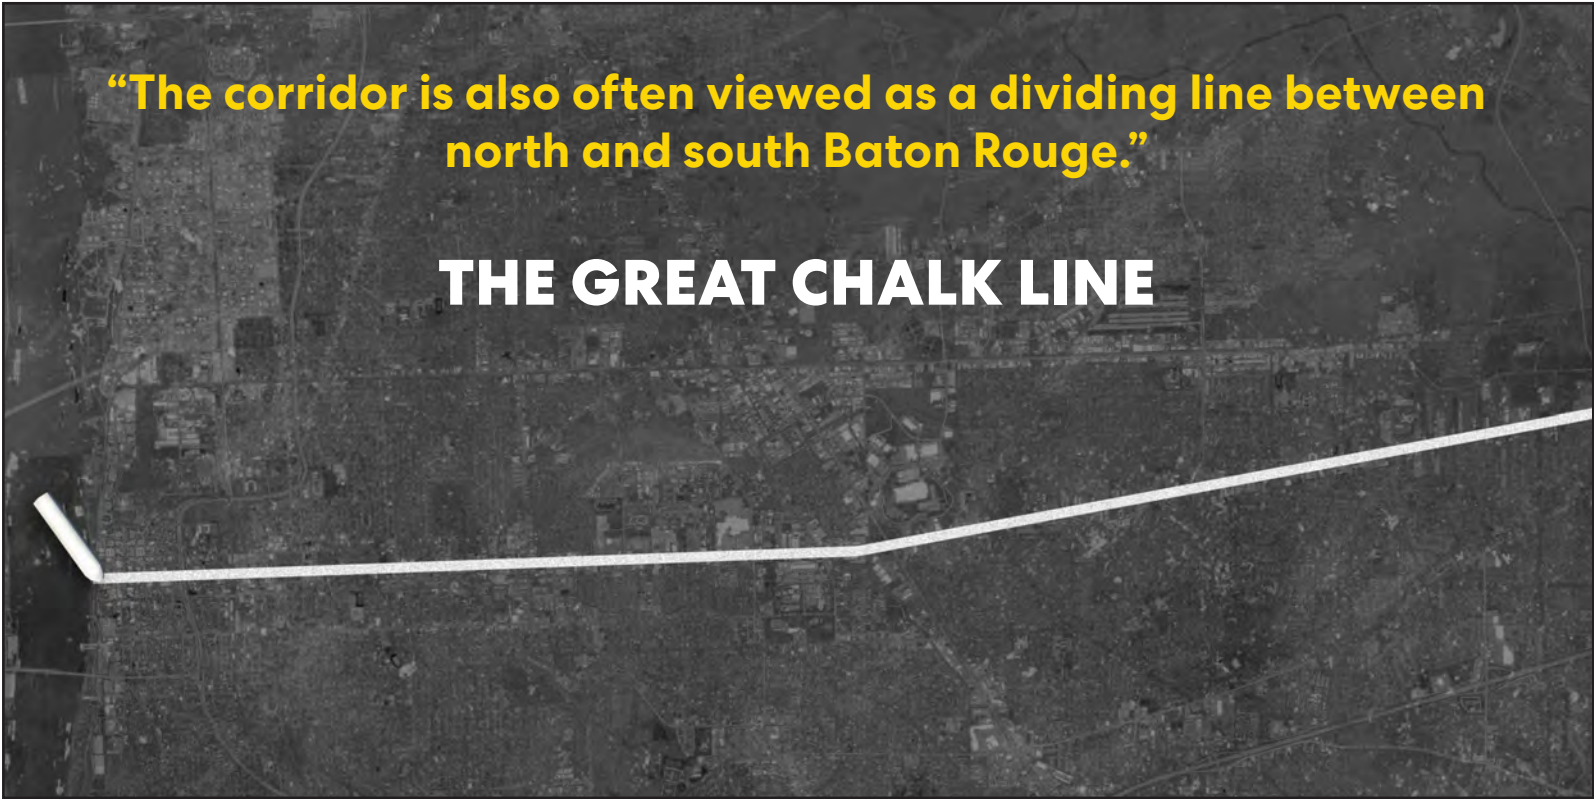 “The corridor is also often viewed as a dividing line between
north and south Baton Rouge.”
THE GREAT CHALK LINE